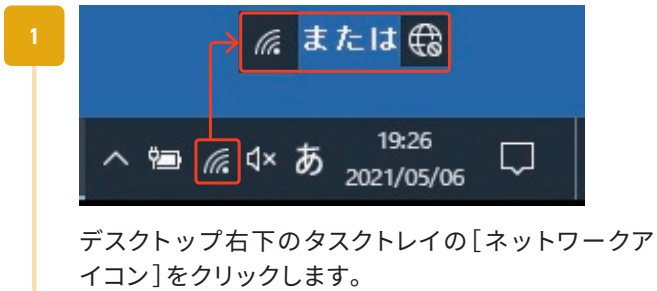 1
または
あ
19:26
2021/05/06
デスクトップ右下のタスクトレイの［ネットワークア
イコン］をクリックします。